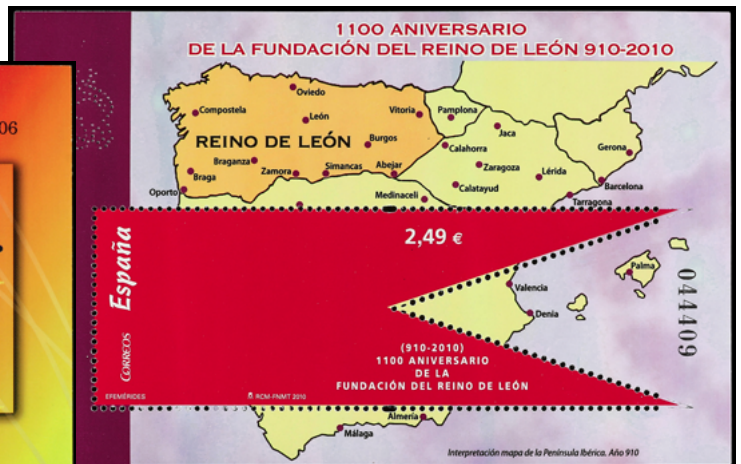 1100 ANIVERSARIO
DE LA FUNDACIÓN DEL REINO DE LEÓN 910-2010
06
Oviedo
Compostela
León
Vitoria
Pamplona
Jaca
REINO DE LEÓN
Burgos
Calahorra
Gerona
Braganza
Zamora
Simancas
Abejar
Zaragoza
Lérida
Braga
Calatayud
Barcelona
Oporto
Medinaceli
Tarragona
España
2,49 €
Palma
044409
Valencia
Denia
CORREOS
(910-2010)
1100 ANIVERSARIO
DE LA
FUNDACIÓN DEL REINO DE LEÓN
EFEMÉRIDES
RCM-FNMT 2010
Almería
Málaga
Interpretación mapa de la Península Ibérica. Año 910